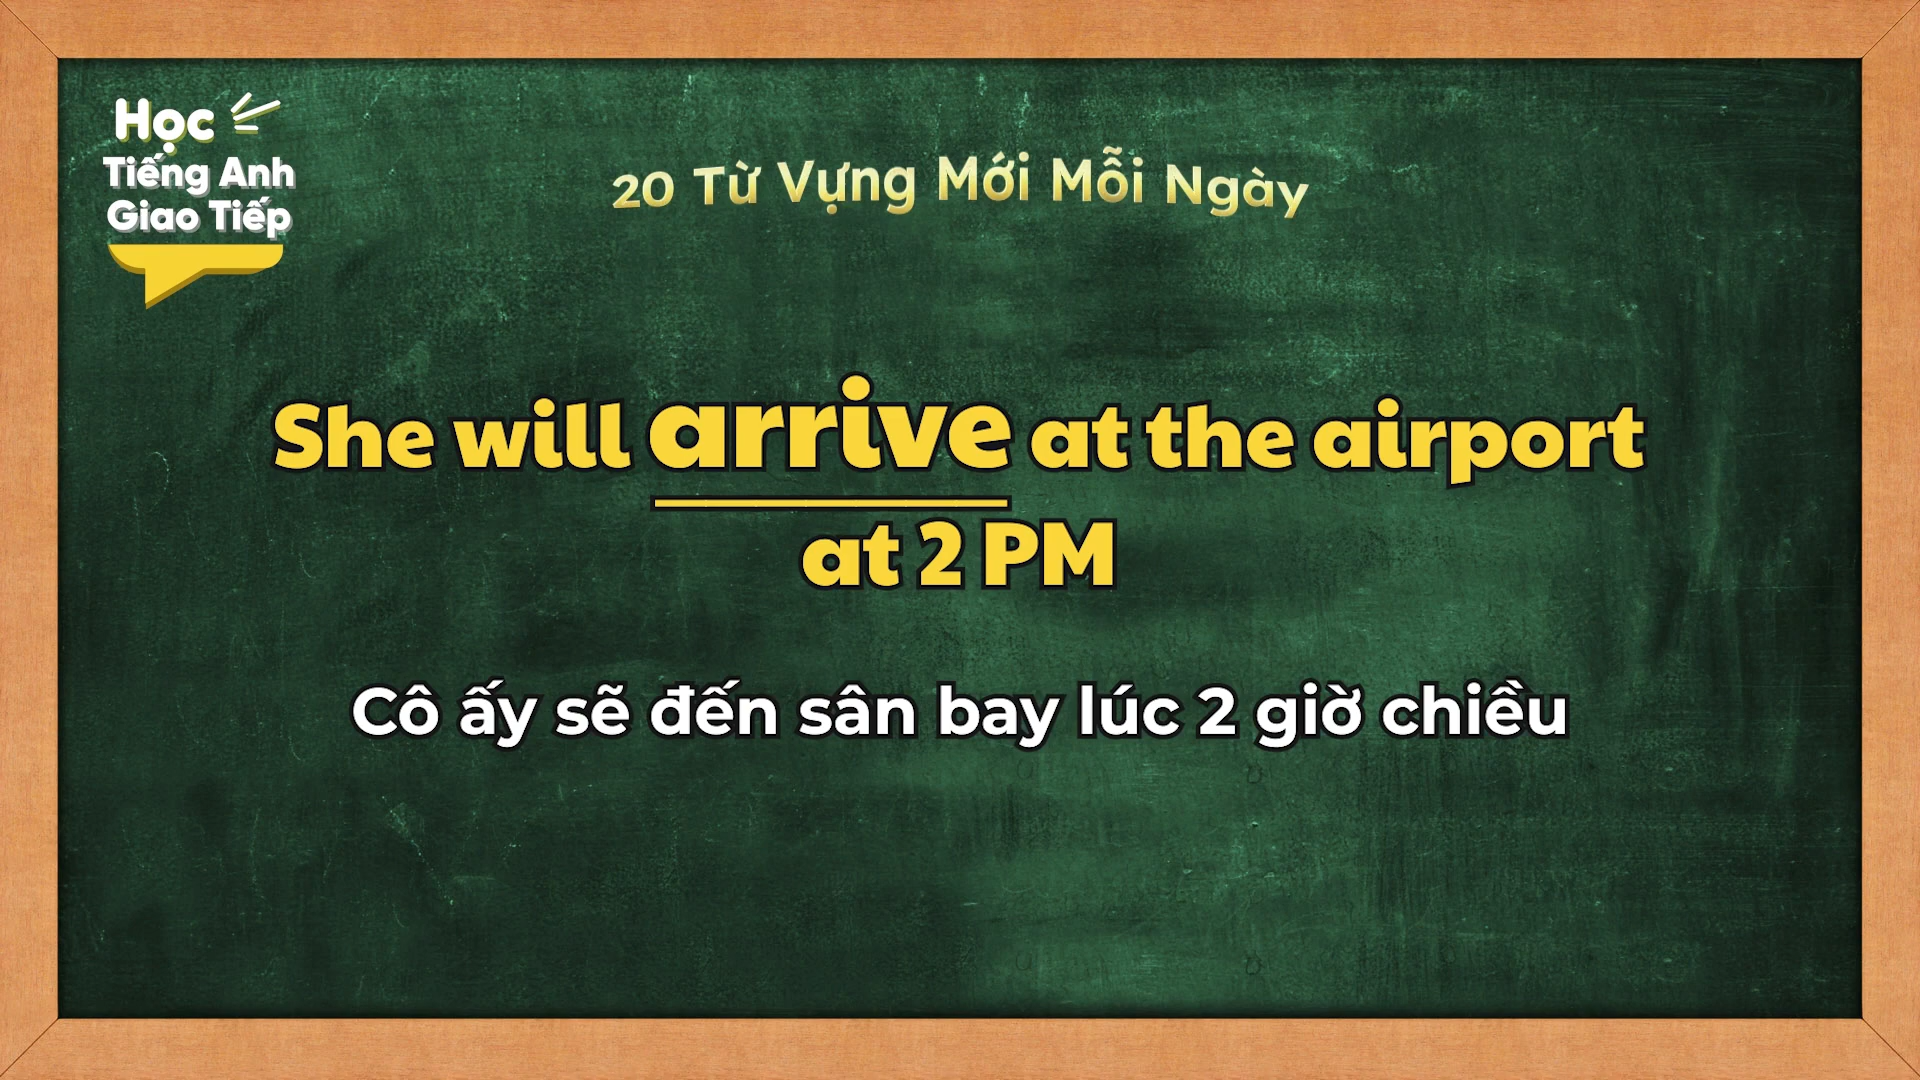 Học
Tiếng Anh
Giao Tiếp
20 Từ Vựng Mới Mỗi Ngày
She will arrive at the airport
at 2 PM
Cô ấy sẽ đến sân bay lúc 2 giờ chiều